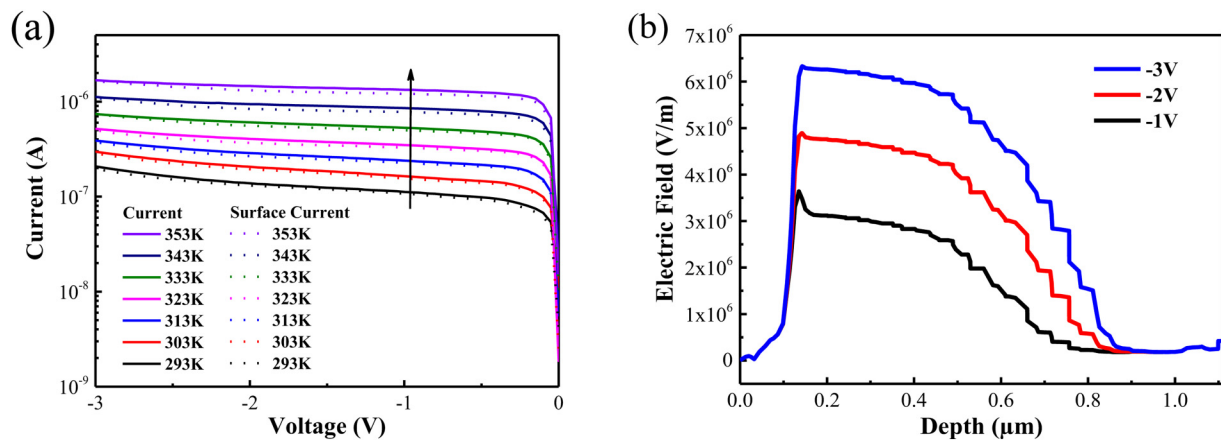 (a)
Current (A)
10⁻⁶
10⁻⁷
10⁻⁸
10⁻⁹
Current Surface Current
353K 353K
343K 343K
333K 333K
323K 323K
313K 313K
303K 303K
293K 293K
-3 -2 -1 0
Voltage (V)
(b)
Electric Field (V/m)
7x10⁶
6x10⁶
5x10⁶
4x10⁶
3x10⁶
2x10⁶
1x10⁶
0
-3V
-2V
-1V
0.0 0.2 0.4 0.6 0.8 1.0
Depth (µm)